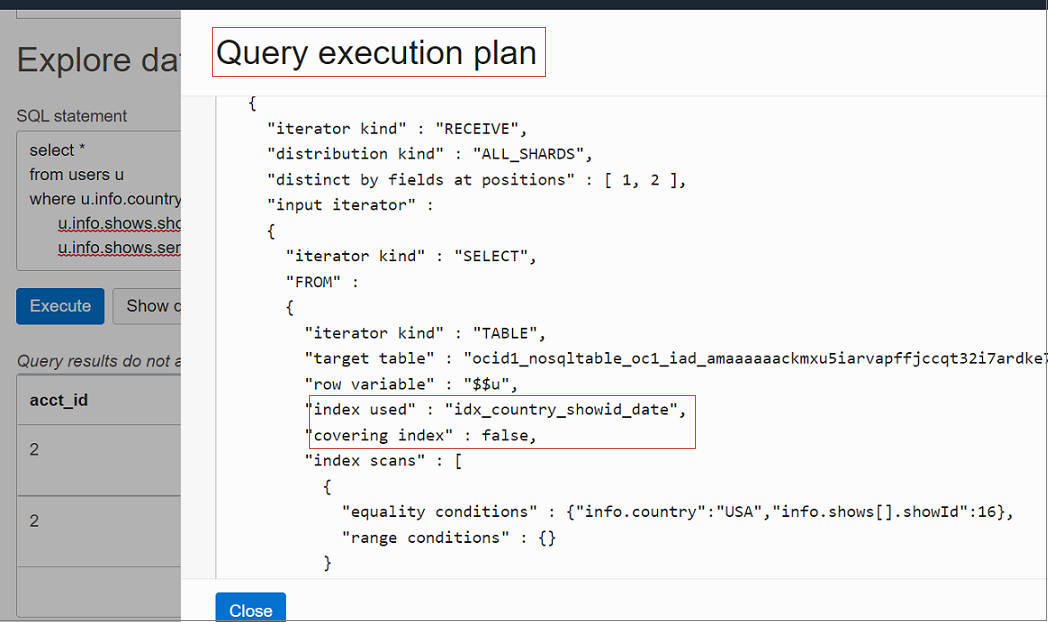 Explore da
SQL statement
select *
from users u
where u.info.country
u.info.shows.sho
u.info.shows.ser
Execute
Show
Query results do not a
acct_id
2
2
Query execution plan
{
"iterator kind" : "RECEIVE",
"distribution kind" : "ALL_SHARDS",
"distinct by fields at positions" : [ 1, 2 ],
"input iterator" :
{
"iterator kind" : "SELECT",
"FROM" :
{
"iterator kind" : "TABLE",
"target table" : "ocid1_nosqltable_oc1_iad_amaaaaaackmxu5iarvapffjccqt32i7ardke7
"row variable" : "$$u",
"index used" : "idx_country_showid_date",
"covering index" : false,
"index scans" : [
{
"equality conditions" : {"info.country":"USA","info.shows[].showId":16},
"range conditions" : {}
}
Close